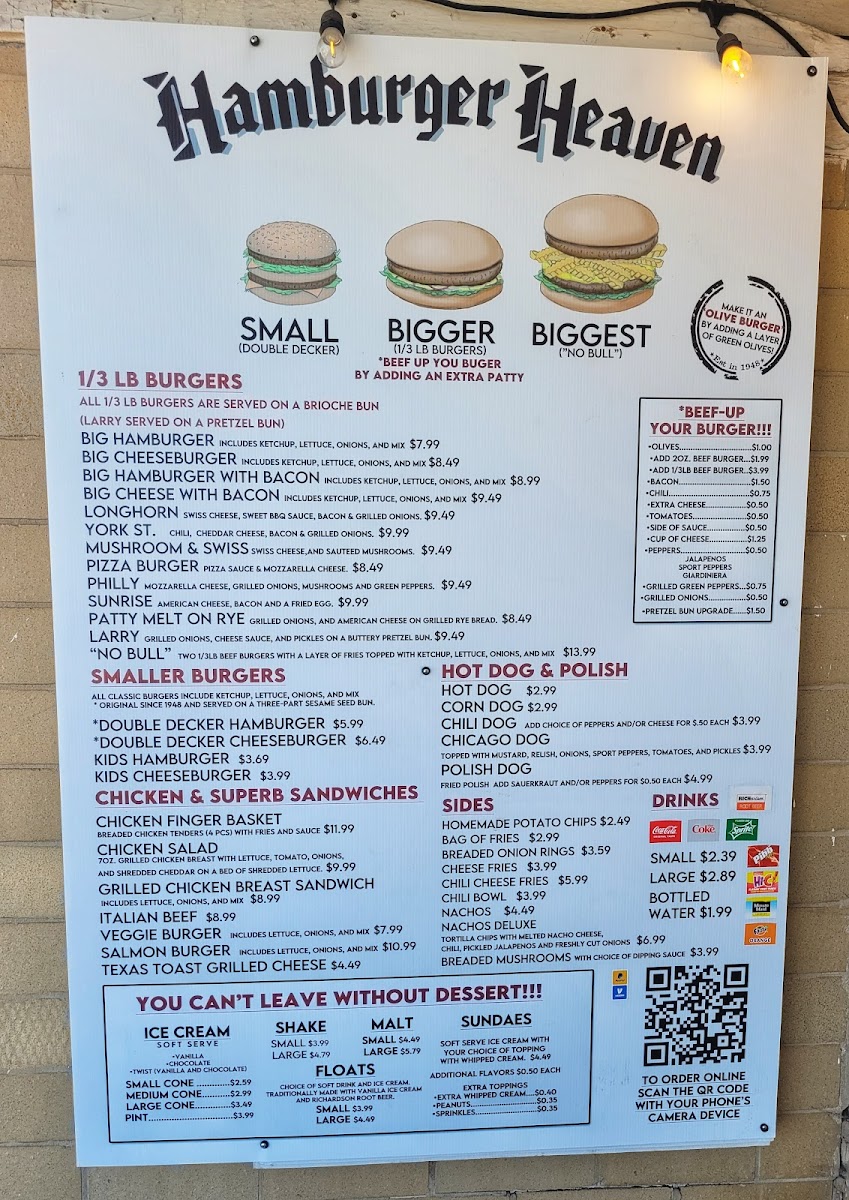 Hamburger Heaven
SMALL
(DOUBLE DECKER)
BIGGER
(1/3 LB BURGERS)
*BEEF UP YOU BUGER
BY ADDING AN EXTRA PATTY
BIGGEST
("NO BULL")
MAKE IT AN
"OLIVE BURGER"
BY ADDING A LAYER
OF GREEN OLIVES!
*Est in 1948*
1/3 LB BURGERS
ALL 1/3 LB BURGERS ARE SERVED ON A BRIOCHE BUN
(LARRY SERVED ON A PRETZEL BUN)
BIG HAMBURGER INCLUDES KETCHUP, LETTUCE, ONIONS, AND MIX $7.99
BIG CHEESEBURGER INCLUDES KETCHUP, LETTUCE, ONIONS, AND MIX $8.49
BIG HAMBURGER WITH BACON INCLUDES KETCHUP, LETTUCE, ONIONS, AND MIX $8.99
BIG CHEESE WITH BACON INCLUDES KETCHUP, LETTUCE, ONIONS, AND MIX $9.49
LONGHORN SWISS CHEESE, SWEET BBQ SAUCE, BACON & GRILLED ONIONS. $9.49
YORK ST. CHILI, CHEDDAR CHEESE, BACON & GRILLED ONIONS. $9.99
MUSHROOM & SWISS SWISS CHEESE,AND SAUTEED MUSHROOMS. $9.49
PIZZA BURGER PIZZA SAUCE & MOZZARELLA CHEESE. $8.49
PHILLY MOZZARELLA CHEESE, GRILLED ONIONS, MUSHROOMS AND GREEN PEPPERS. $9.49
SUNRISE AMERICAN CHEESE, BACON AND A FRIED EGG. $9.99
PATTY MELT ON RYE GRILLED ONIONS, AND AMERICAN CHEESE ON GRILLED RYE BREAD. $8.49
LARRY GRILLED ONIONS, CHEESE SAUCE, AND PICKLES ON A BUTTERY PRETZEL BUN. $9.49
"NO BULL" TWO 1/3LB BEEF BURGERS WITH A LAYER OF FRIES TOPPED WITH KETCHUP, LETTUCE, ONIONS, AND MIX $13.99
*BEEF-UP
YOUR BURGER!!!
•OLIVES...$1.00
•ADD 2OZ. BEEF BURGER...$1.99
•ADD 1/3LB BEEF BURGER..$3.99
•BACON...$1.50
•CHILI...$0.75
•EXTRA CHEESE...$0.50
•TOMATOES...$0.50
•SIDE OF SAUCE...$0.50
•CUP OF CHEESE...$1.25
•PEPPERS...$0.50
JALAPENOS
SPORT PEPPERS
GIARDINIERA
•GRILLED GREEN PEPPERS...$0.75
•GRILLED ONIONS...$0.50
•PRETZEL BUN UPGRADE......$1.50
SMALLER BURGERS
ALL CLASSIC BURGERS INCLUDE KETCHUP, LETTUCE, ONIONS, AND MIX
* ORIGINAL SINCE 1948 AND SERVED ON A THREE-PART SESAME SEED BUN.
*DOUBLE DECKER HAMBURGER $5.99
*DOUBLE DECKER CHEESEBURGER $6.49
KIDS HAMBURGER $3.69
KIDS CHEESEBURGER $3.99
CHICKEN & SUPERB SANDWICHES
CHICKEN FINGER BASKET
BREADED CHICKEN TENDERS (4 PCS) WITH FRIES AND SAUCE $11.99
CHICKEN SALAD
7OZ. GRILLED CHICKEN BREAST WITH LETTUCE, TOMATO, ONIONS,
AND SHREDDED CHEDDAR ON A BED OF SHREDDED LETTUCE. $9.99
GRILLED CHICKEN BREAST SANDWICH
INCLUDES LETTUCE, ONIONS, AND MIX $8.99
ITALIAN BEEF $8.99
VEGGIE BURGER INCLUDES LETTUCE, ONIONS, AND MIX $7.99
SALMON BURGER INCLUDES LETTUCE, ONIONS, AND MIX $10.99
TEXAS TOAST GRILLED CHEESE $4.49
HOT DOG & POLISH
HOT DOG $2.99
CORN DOG $2.99
CHILI DOG ADD CHOICE OF PEPPERS AND/OR CHEESE FOR $.50 EACH $3.99
CHICAGO DOG
TOPPED WITH MUSTARD, RELISH, ONIONS, SPORT PEPPERS, TOMATOES, AND PICKLES $3.99
POLISH DOG
FRIED POLISH ADD SAUERKRAUT AND/OR PEPPERS FOR $0.50 EACH $4.99
SIDES
HOMEMADE POTATO CHIPS $2.49
BAG OF FRIES $2.99
BREADED ONION RINGS $3.59
CHEESE FRIES $3.99
CHILI CHEESE FRIES $5.99
CHILI BOWL $3.99
NACHOS $4.49
NACHOS DELUXE
TORTILLA CHIPS WITH MELTED NACHO CHEESE,
CHILI, PICKLED JALAPENOS AND FRESHLY CUT ONIONS $6.99
BREADED MUSHROOMS WITH CHOICE OF DIPPING SAUCE $3.99
DRINKS
ROOT BEER
Coca-Cola
Coke
Sprite
SMALL $2.39
LARGE $2.89
BOTTLED
WATER $1.99
Pibb
Hi-C
Minute Maid
ORANGE
YOU CAN'T LEAVE WITHOUT DESSERT!!!
ICE CREAM
SOFT SERVE
•VANILLA
•CHOCOLATE
•TWIST (VANILLA AND CHOCOLATE)
SMALL CONE ...$2.59
MEDIUM CONE...$2.99
LARGE CONE...$3.49
PINT...$3.99
SHAKE
SMALL $3.99
LARGE $4.79
MALT
SMALL $4.49
LARGE $5.79
FLOATS
CHOICE OF SOFT DRINK AND ICE CREAM.
TRADITIONALLY MADE WITH VANILLA ICE CREAM
AND RICHARDSON ROOT BEER.
SMALL $3.99
LARGE $4.49
SUNDAES
SOFT SERVE ICE CREAM WITH
YOUR CHOICE OF TOPPING
WITH WHIPPED CREAM. $4.49
ADDITIONAL FLAVORS $0.50 EACH
EXTRA TOPPINGS
•EXTRA WHIPPED CREAM....$0.40
•PEANUTS...$0.35
•SPRINKLES...$0.35
TO ORDER ONLINE
SCAN THE QR CODE
WITH YOUR PHONE'S
CAMERA DEVICE